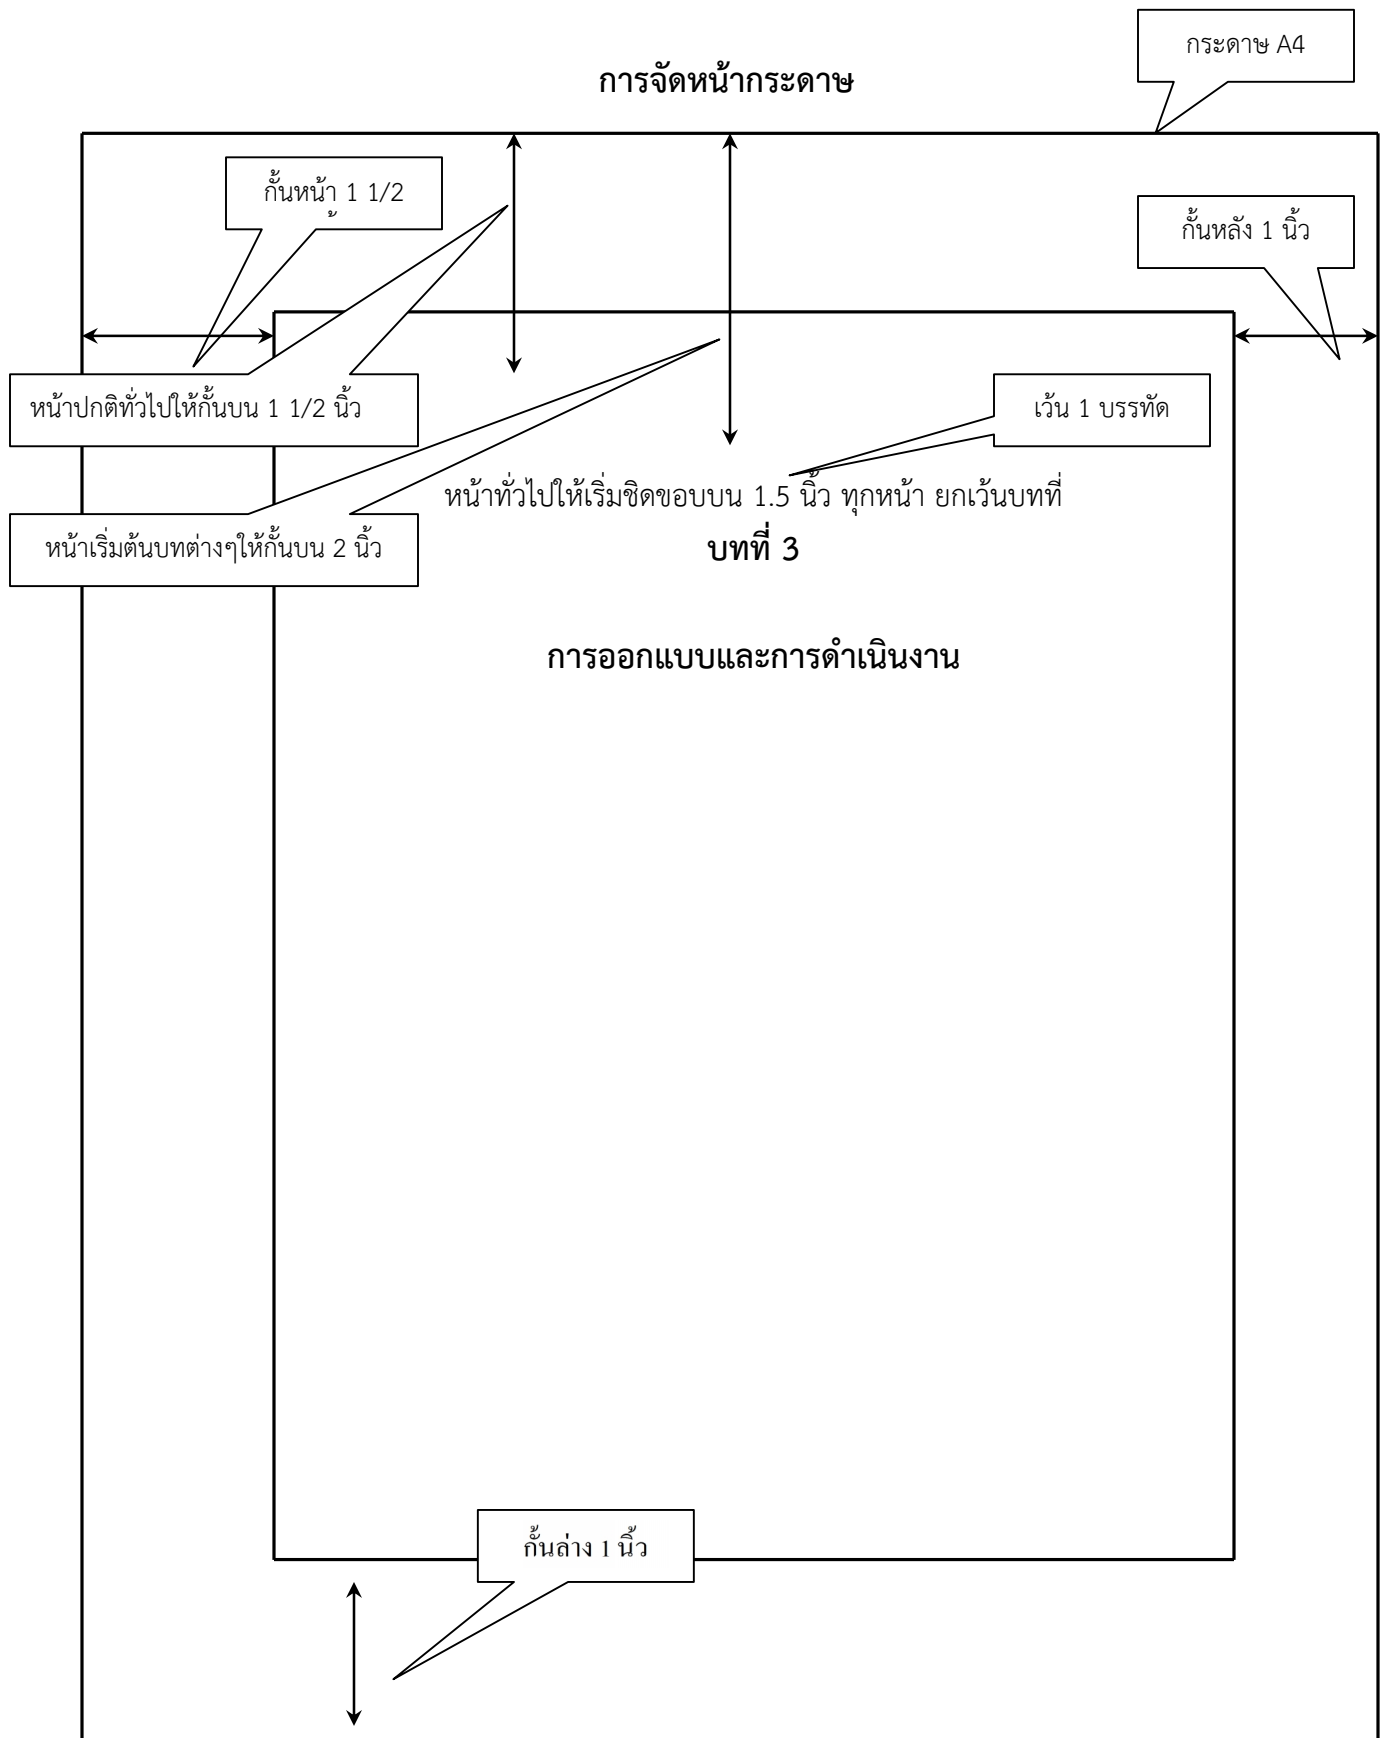 กระดาษ A4
การจัดหน้ากระดาษ
กั้นหน้า 1 1/2
กั้นหลัง 1 นิ้ว
หน้าปกติทั่วไปให้กั้นบน 1 1/2 นิ้ว
เว้น 1 บรรทัด
หน้าทั่วไปให้เริ่มชิดขอบบน 1.5 นิ้ว ทุกหน้า ยกเว้นบทที่
หน้าเริ่มต้นบทต่างๆให้กั้นบน 2 นิ้ว
บทที่ 3
การออกแบบและการดำเนินงาน
กั้นล่าง 1 นิ้ว